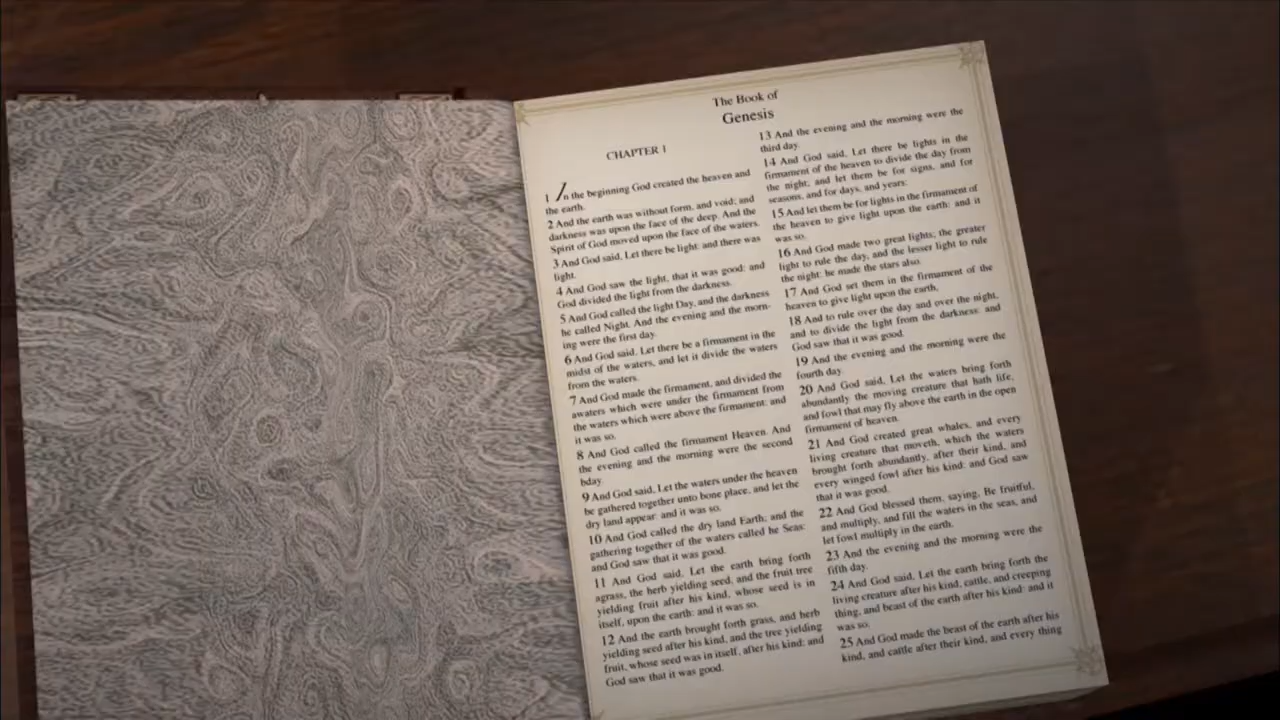 The Book of
Genesis
CHAPTER 1
1 In the beginning God created the heaven and
the earth.
2 And the earth was without form, and void; and
darkness was upon the face of the deep. And the
Spirit of God moved upon the face of the waters.
3 And God said, Let there be light: and there was
light.
4 And God saw the light, that it was good: and
God divided the light from the darkness.
5 And God called the light Day, and the darkness
he called Night. And the evening and the morn-
ing were the first day.
6 And God said, Let there be a firmament in the
midst of the waters, and let it divide the waters
from the waters.
7 And God made the firmament, and divided the
awaters which were under the firmament from
the waters which were above the firmament: and
it was so.
8 And God called the firmament Heaven. And
the evening and the morning were the second
bday.
9 And God said, Let the waters under the heaven
be gathered together unto bone place, and let the
dry land appear: and it was so.
10 And God called the dry land Earth; and the
gathering together of the waters called he Seas:
and God saw that it was good.
11 And God said, Let the earth bring forth
agrass, the herb yielding seed, and the fruit tree
yielding fruit after his kind, whose seed is in
itself, upon the earth: and it was so.
12 And the earth brought forth grass, and herb
yielding seed after his kind, and the tree yielding
fruit, whose seed was in itself, after his kind: and
God saw that it was good.
13 And the evening and the morning were the
third day.
14 And God said, Let there be lights in the
firmament of the heaven to divide the day from
the night; and let them be for signs, and for
seasons, and for days, and years:
15 And let them be for lights in the firmament of
the heaven to give light upon the earth: and it
was so.
16 And God made two great lights; the greater
light to rule the day, and the lesser light to rule
the night: he made the stars also.
17 And God set them in the firmament of the
heaven to give light upon the earth,
18 And to rule over the day and over the night,
and to divide the light from the darkness: and
God saw that it was good.
19 And the evening and the morning were the
fourth day.
20 And God said, Let the waters bring forth
abundantly the moving creature that hath life,
and fowl that may fly above the earth in the open
firmament of heaven.
21 And God created great whales, and every
living creature that moveth, which the waters
brought forth abundantly, after their kind, and
every winged fowl after his kind: and God saw
that it was good.
22 And God blessed them, saying, Be fruitful,
and multiply, and fill the waters in the seas, and
let fowl multiply in the earth.
23 And the evening and the morning were the
fifth day.
24 And God said, Let the earth bring forth the
living creature after his kind, cattle, and creeping
thing, and beast of the earth after his kind: and it
was so.
25 And God made the beast of the earth after his
kind, and cattle after their kind, and every thing